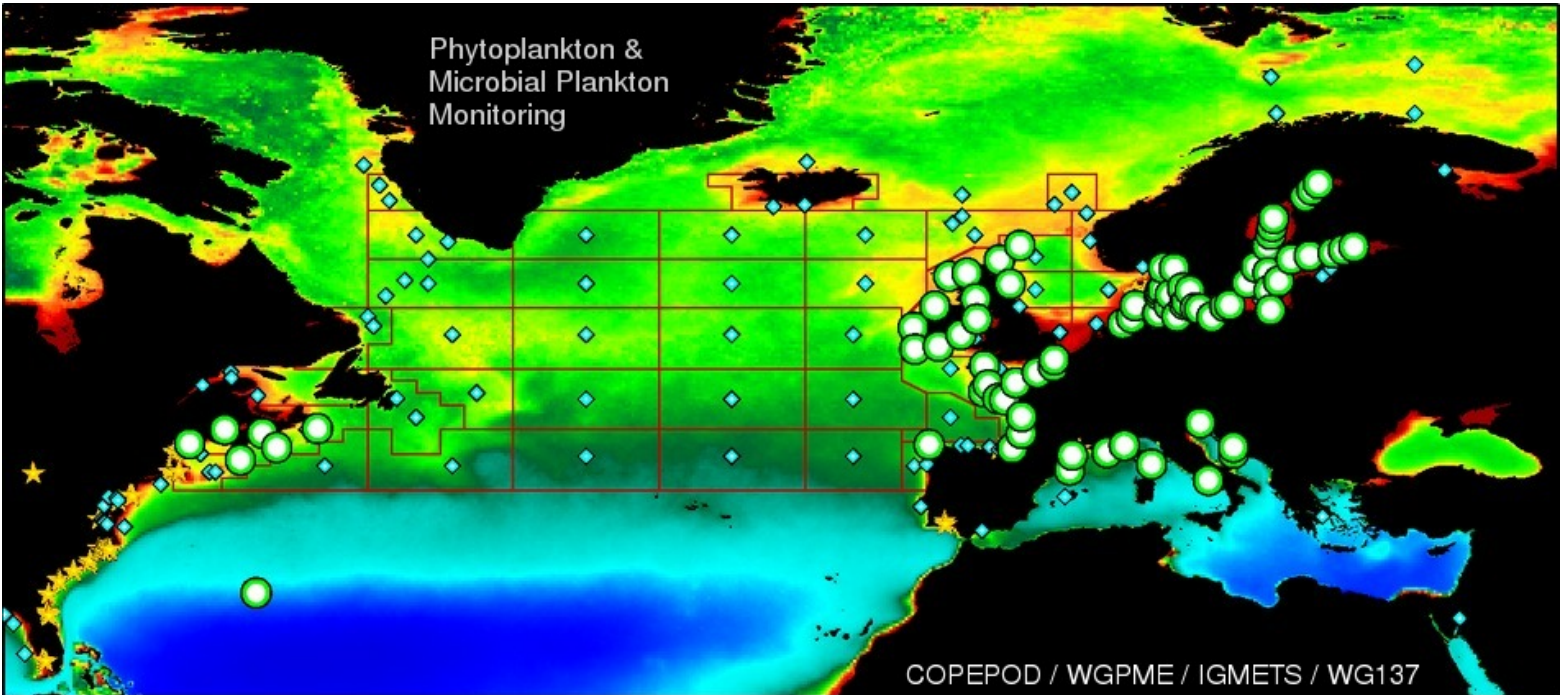 Phytoplankton &
Microbial Plankton
Monitoring
COPEPOD / WGPME / IGMETS / WG137